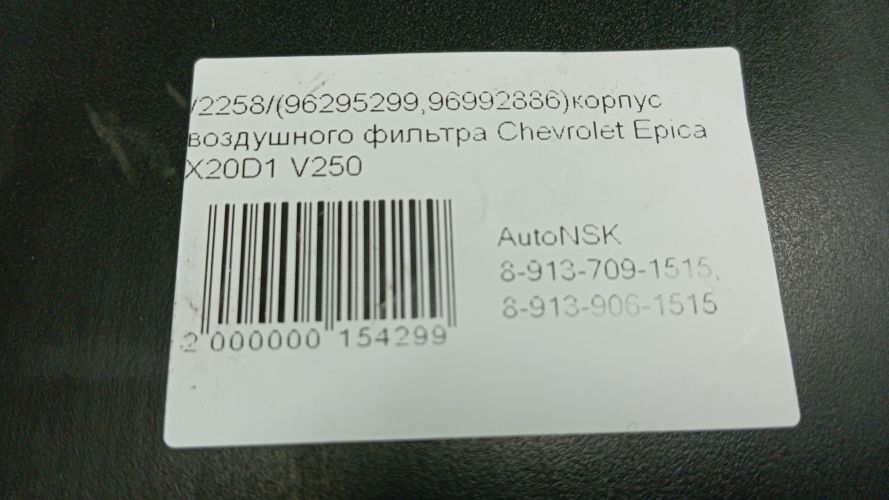 /2258/(96295299,96992886)корпус
воздушного фильтра Chevrolet Epica
X20D1 V250
AutoNSK
8-913-709-1515,
8-913-906-1515
2 000000 154299